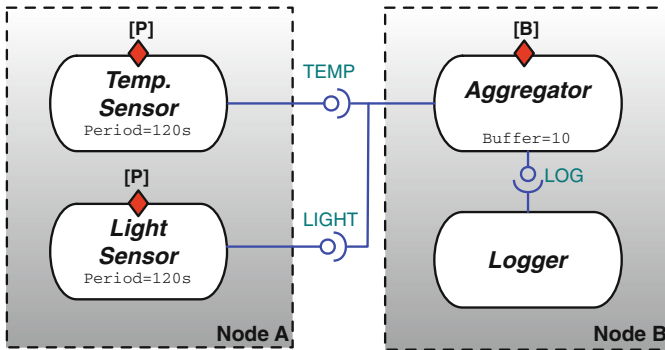 [P]
Temp.
Sensor
Period=120s
TEMP
[P]
Light
Sensor
Period=120s
LIGHT
Node A
[B]
Aggregator
Buffer=10
LOG
Logger
Node B